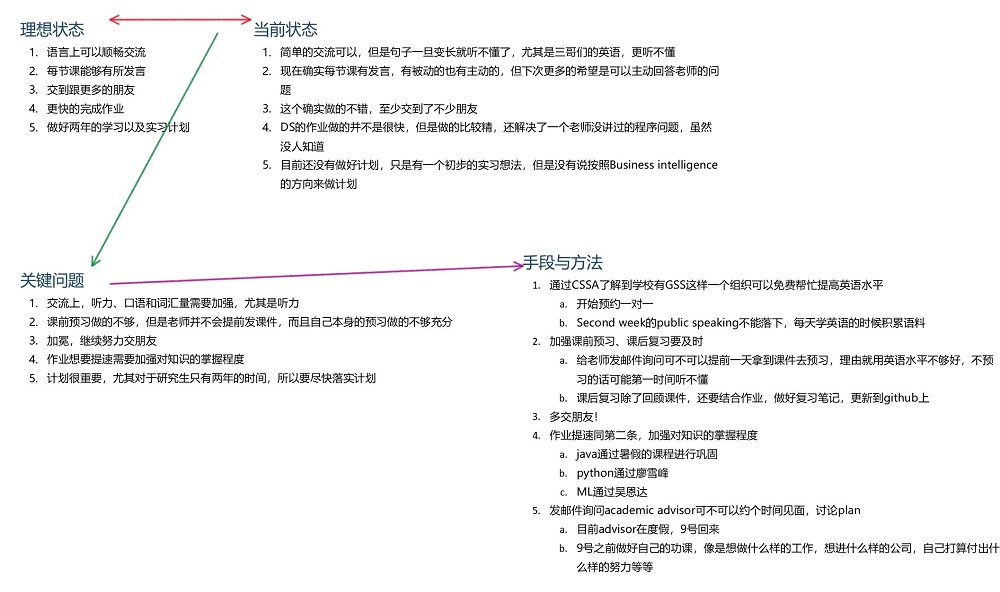 理想状态
1. 语言上可以顺畅交流
2. 每节课能够有所发言
3. 交到跟更多的朋友
4. 更快的完成作业
5. 做好两年的学习以及实习计划
当前状态
1. 简单的交流可以，但是句子一旦变长就听不懂了，尤其是三哥们的英语，更听不懂
2. 现在确实每节课有发言，有被动的也有主动的，但下次更多的希望是可以主动回答老师的问
题
3. 这个确实做的不错，至少交到了不少朋友
4. DS的作业做的并不是很快，但是做的比较精，还解决了一个老师没讲过的程序问题，虽然
没人知道
5. 目前还没有做好计划，只是有一个初步的实习想法，但是没有说按照Business intelligence
的方向来做计划
关键问题
1. 交流上，听力、口语和词汇量需要加强，尤其是听力
2. 课前预习做的不够，但是老师并不会提前发课件，而且自己本身的预习做的不够充分
3. 加冕，继续努力交朋友
4. 作业想要提速需要加强对知识的掌握程度
5. 计划很重要，尤其对于研究生只有两年的时间，所以要尽快落实计划
手段与方法
1. 通过CSSA了解到学校有GSS这样一个组织可以免费帮忙提高英语水平
a. 开始预约一对一
b. Second week的public speaking不能落下，每天学英语的时候积累语料
2. 加强课前预习、课后复习要及时
a. 给老师发邮件询问可不可以提前一天拿到课件去预习，理由就用英语水平不够好，不预
习的话可能第一时间听不懂
b. 课后复习除了回顾课件，还要结合作业，做好复习笔记，更新到github上
3. 多交朋友！
4. 作业提速同第二条，加强对知识的掌握程度
a. java通过暑假的课程进行巩固
b. python通过廖雪峰
c. ML通过吴恩达
5. 发邮件询问academic advisor可不可以约个时间见面，讨论plan
a. 目前advisor在度假，9号回来
b. 9号之前做好自己的功课，像是想做什么样的工作，想进什么样的公司，自己打算付出什
么样的努力等等